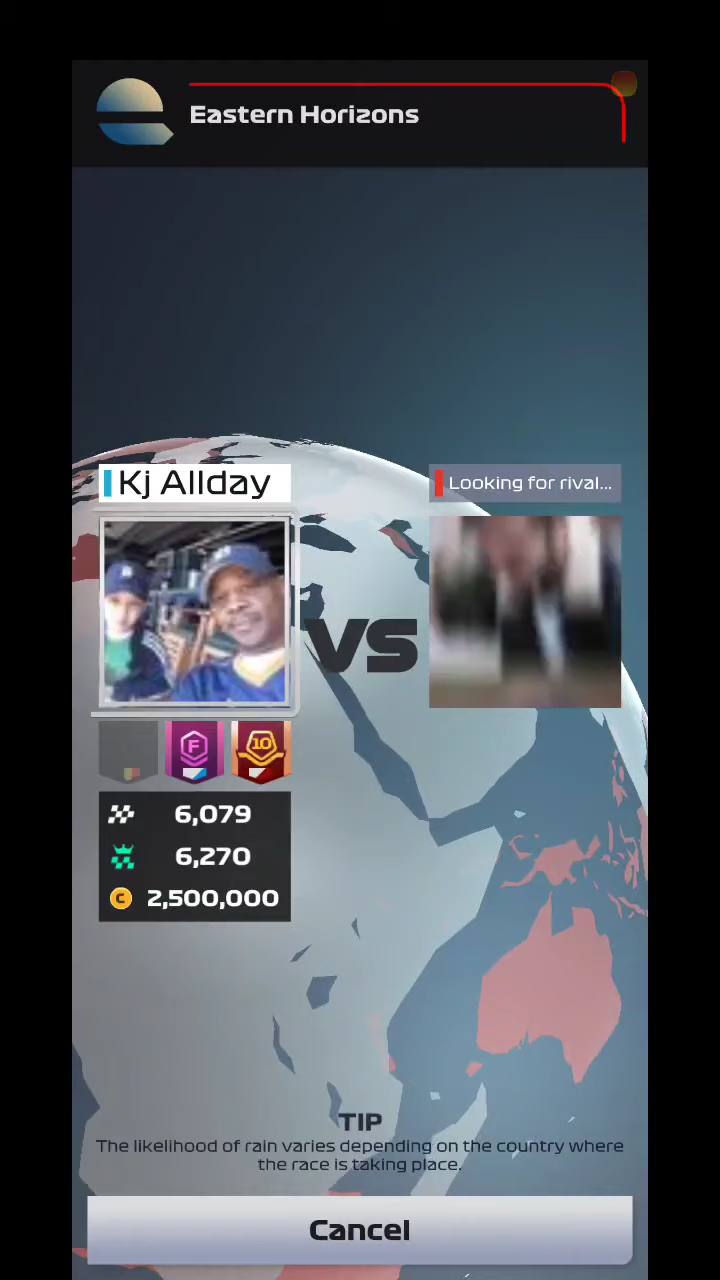 Eastern Horizons
Kj Allday
Looking for rival...
VS
F
10
6,079
6,270
C 2,500,000
TIP
The likelihood of rain varies depending on the country where
the race is taking place.
Cancel